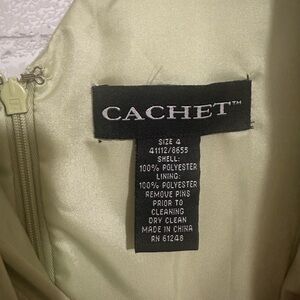 CACHET™
SIZE 4
41112/8655
SHELL:
100% POLYESTER
LINING:
100% POLYESTER
REMOVE PINS
PRIOR TO
CLEANING
DRY CLEAN
MADE IN CHINA
RN 61248